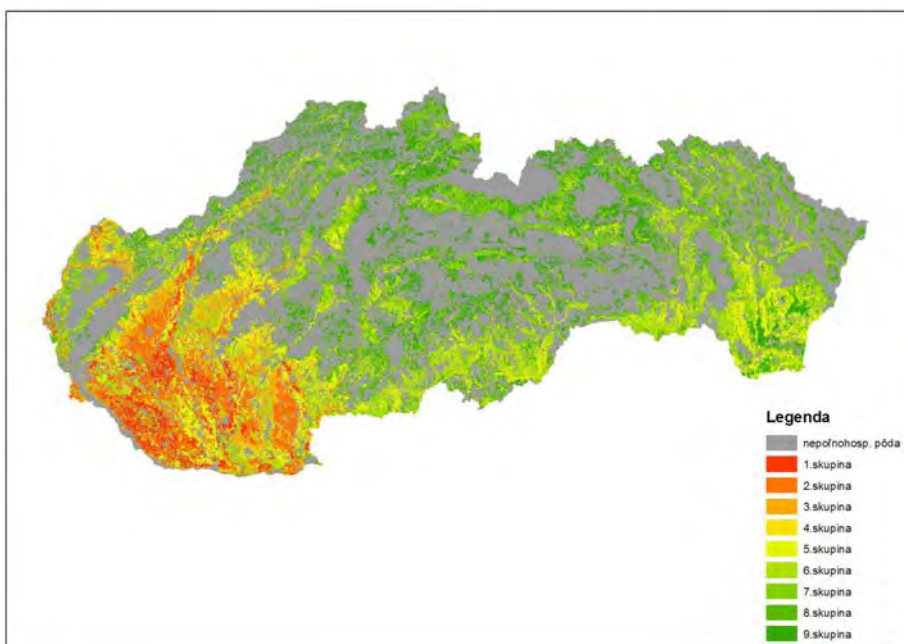 Legenda
nepoľnohosp. pôda
1.skupina
2.skupina
3.skupina
4.skupina
5.skupina
6.skupina
7.skupina
8.skupina
9.skupina